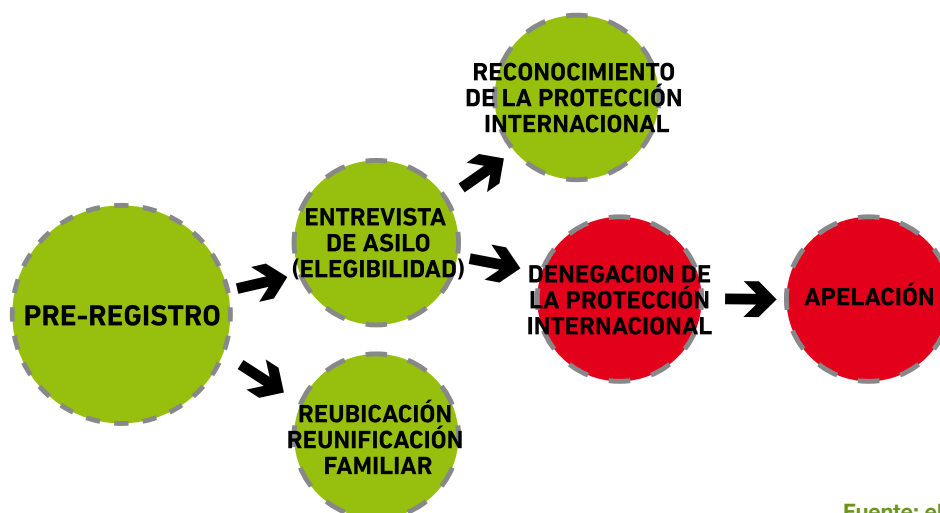 PRE-REGISTRO
ENTREVISTA
DE ASILO
(ELEGIBILIDAD)
REUBICACIÓN
REUNIFICACIÓN
FAMILIAR
RECONOCIMIENTO
DE LA PROTECCIÓN
INTERNACIONAL
DENEGACION DE
LA PROTECCIÓN
INTERNACIONAL
APELACIÓN
Fuente: